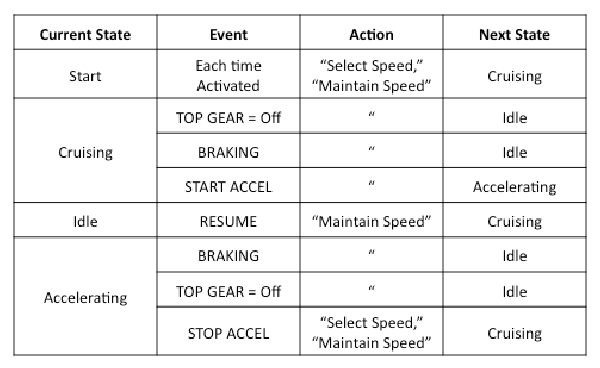 Current State Event Action Next State
Start Each time Activated “Select Speed,” “Maintain Speed” Cruising
Cruising TOP GEAR = Off “ Idle
BRAKING “ Idle
START ACCEL “ Accelerating
Idle RESUME “Maintain Speed” Cruising
Accelerating BRAKING “ Idle
TOP GEAR = Off “ Idle
STOP ACCEL “Select Speed,” “Maintain Speed” Cruising